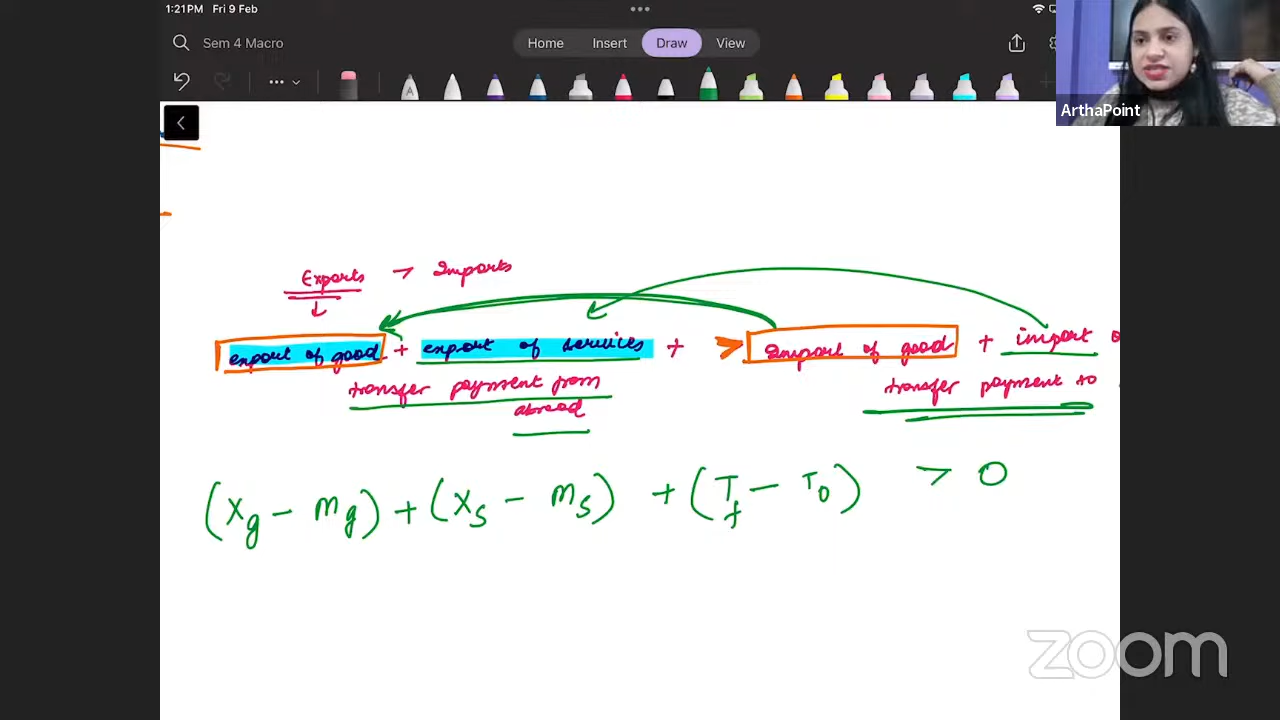 1:21PM Fri 9 Feb
Sem 4 Macro
Home Insert Draw View
ArthaPoint
Exports > Imports
export of good + export of services + > Import of good + import o
transfer payment from transfer payment to
abroad
(Xg - mg) + (Xs - ms) + (Tf - To) > 0
zoom